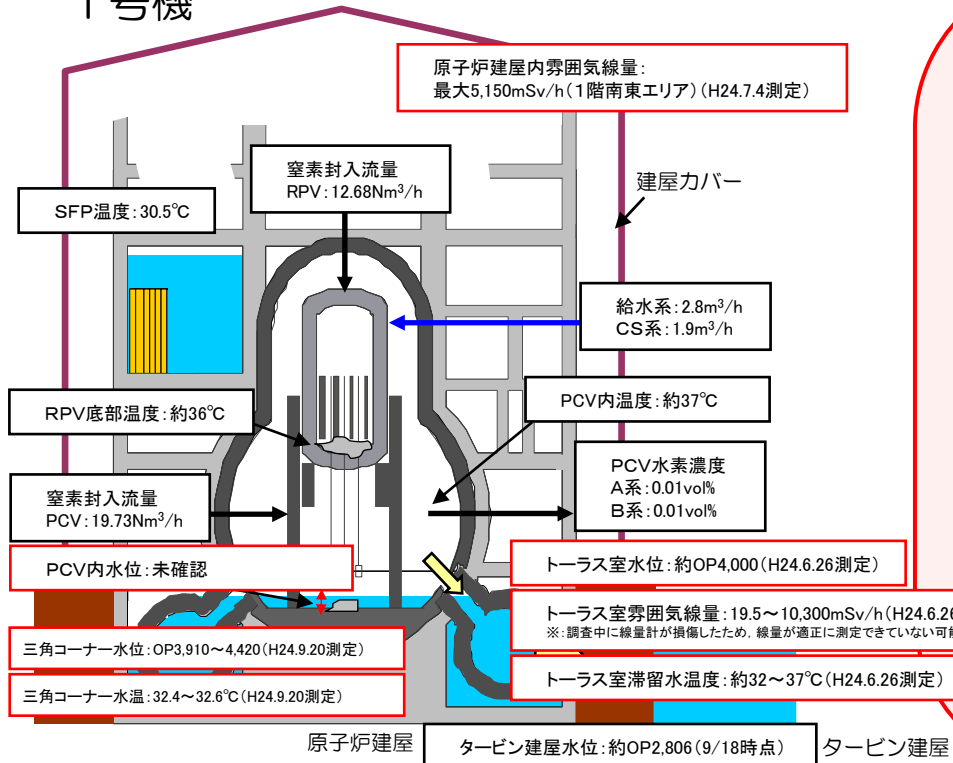 1号機
原子炉建屋内雰囲気線量:
最大5,150mSv/h(1階南東エリア)(H24.7.4測定)
窒素封入流量
RPV:12.68Nm³/h
建屋カバー
SFP温度:30.5℃
給水系:2.8m³/h
CS系:1.9m³/h
RPV底部温度:約36℃
PCV内温度:約37℃
PCV水素濃度
A系:0.01vol%
B系:0.01vol%
窒素封入流量
PCV:19.73Nm³/h
PCV内水位:未確認
トーラス室水位:約OP4,000(H24.6.26測定)
トーラス室雰囲気線量:19.5～10,300mSv/h(H24.6.26
※:調査中に線量計が損傷したため,線量が適正に測定できていない可
三角コーナー水位:OP3,910～4,420(H24.9.20測定)
トーラス室滞留水温度:約32～37℃(H24.6.26測定)
三角コーナー水温:32.4～32.6℃(H24.9.20測定)
原子炉建屋
タービン建屋水位:約OP2,806(9/18時点)
タービン建屋